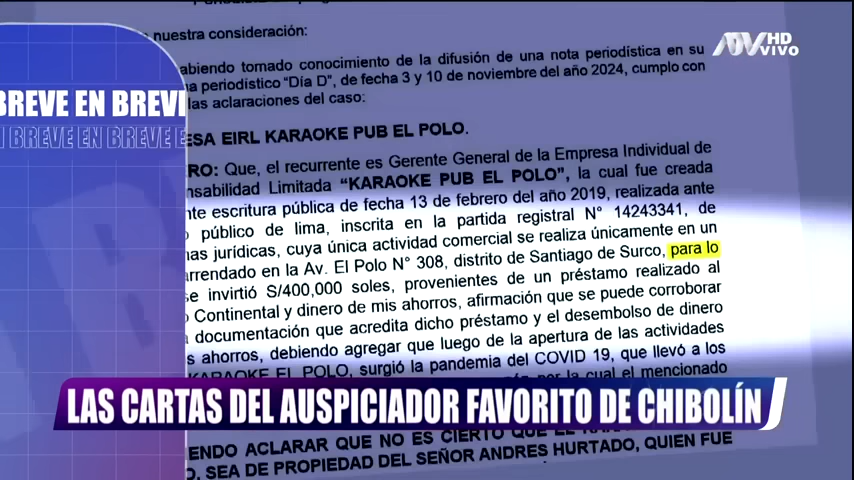 nuestra consideración:
abiendo tomado conocimiento de la difusión de una nota periodística en su
a periodístico "Día D", de fecha 3 y 10 de noviembre del año 2024, cumplo con
las aclaraciones del caso:
ATV HD
VIVO
BREVE EN BREVE
BREVE EN BREVE E
ESA EIRL KARAOKE PUB EL POLO.
ERO: Que, el recurrente es Gerente General de la Empresa Individual de
nsabilidad Limitada "KARAOKE PUB EL POLO", la cual fue creada
nte escritura pública de fecha 13 de febrero del año 2019, realizada ante
público de lima, inscrita en la partida registral N° 14243341, de
nas jurídicas, cuya única actividad comercial se realiza únicamente en un
arrendado en la Av. El Polo N° 308, distrito de Santiago de Surco, para lo
se invirtió S/400,000 soles, provenientes de un préstamo realizado al
Continental y dinero de mis ahorros, afirmación que se puede corroborar
a documentación que acredita dicho préstamo y el desembolso de dinero
s ahorros, debiendo agregar que luego de la apertura de las actividades
KARAOKE EL POLO, surgió la pandemia del COVID 19, que llevó a los
por la cual el mencionado
LAS CARTAS DEL AUSPICIADOR FAVORITO DE CHIBOLÍN
ENDO ACLARAR QUE NO ES CIERTO QUE EL
O, SEA DE PROPIEDAD DEL SEÑOR ANDRES HURTADO, QUIEN FUE